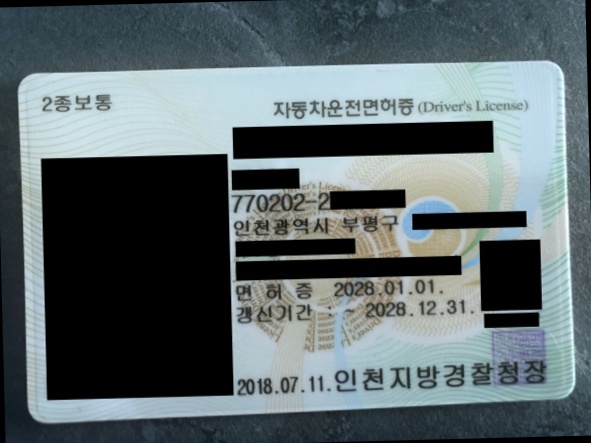 2종보통
자동차운전면허증 (Driver's License)
770202-2
인천광역시 부평구
면 허 증 2028.01.01.
갱신기간 : ~ 2028.12.31.
2018.07.11. 인천지방경찰청장